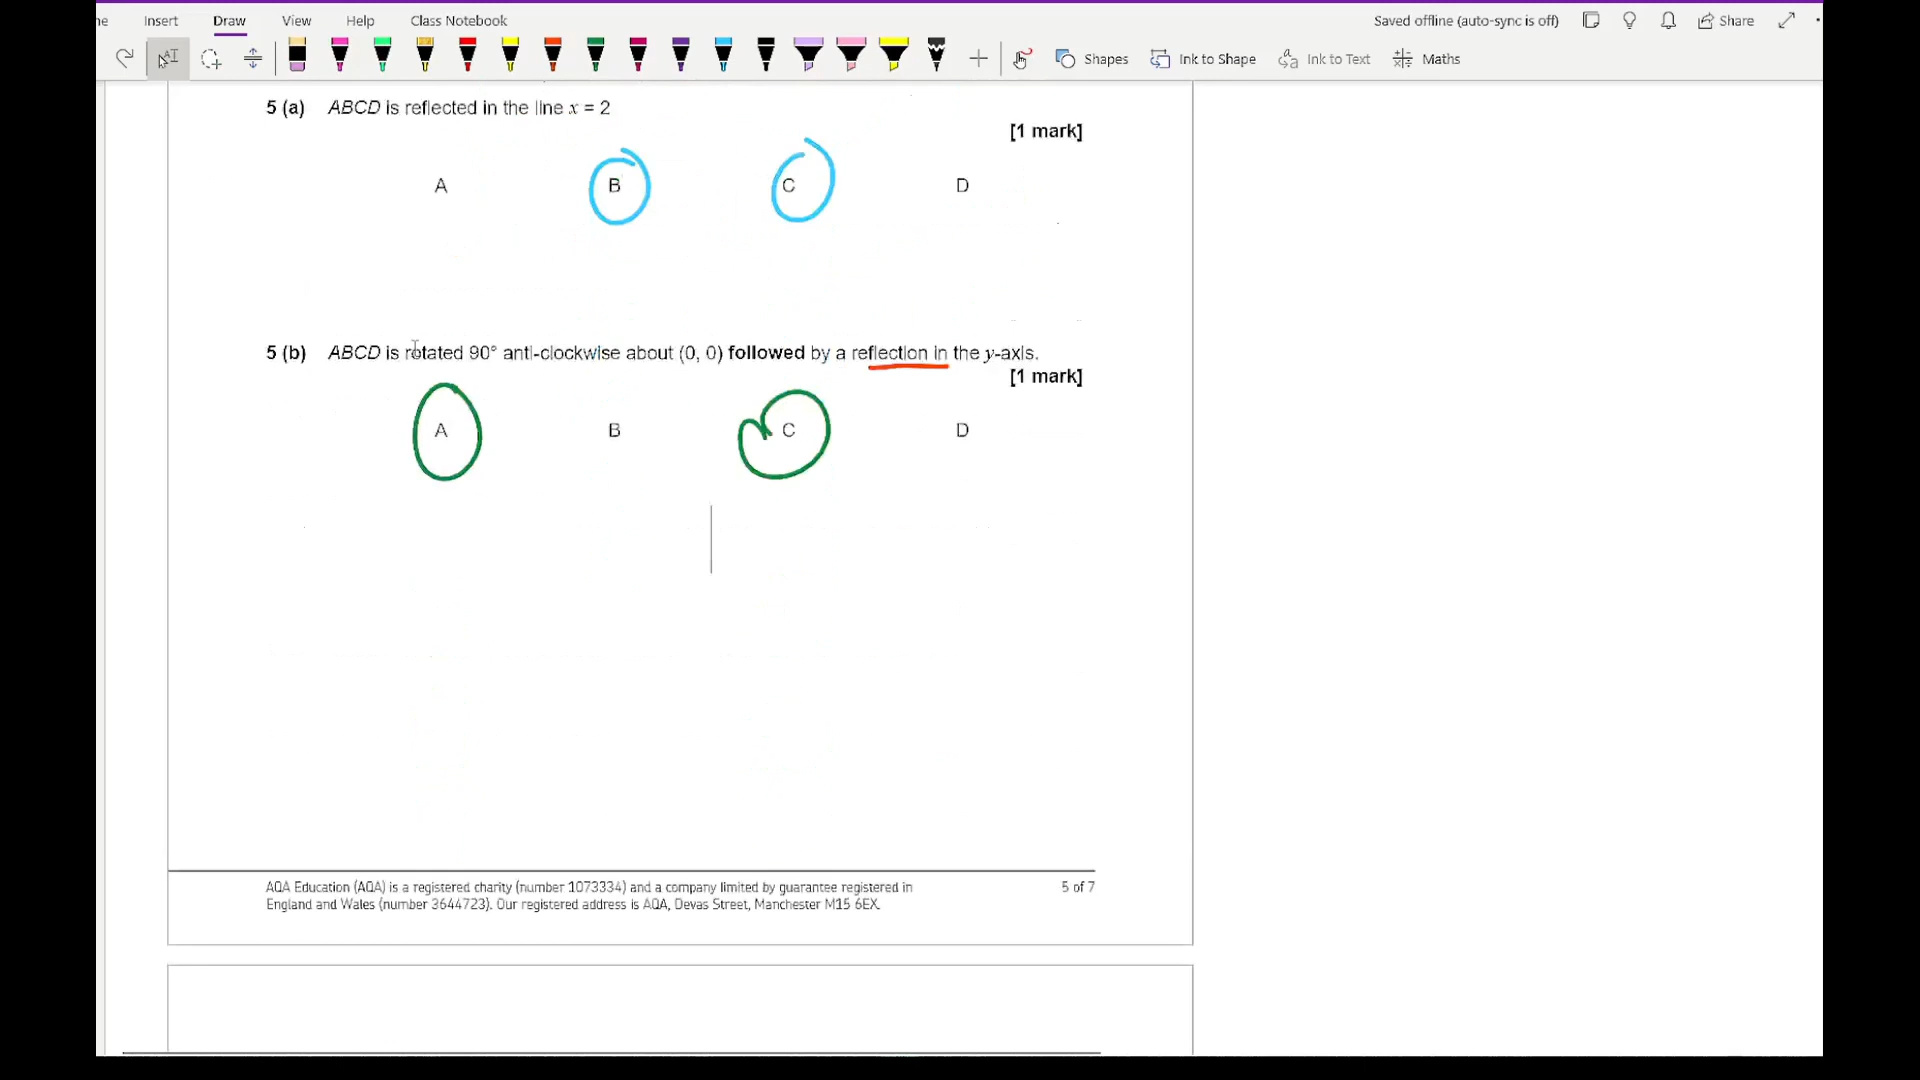 Insert Draw View Help Class Notebook Saved offline (auto-sync is off) Share
Shapes Ink to Shape Ink to Text Maths
5 (a) ABCD is reflected in the line x = 2
[1 mark]
A B C D
5 (b) ABCD is rotated 90° anti-clockwise about (0, 0) followed by a reflection in the y-axis.
[1 mark]
A B C D
AQA Education (AQA) is a registered charity (number 1073334) and a company limited by guarantee registered in 5 of 7
England and Wales (number 3644723). Our registered address is AQA, Devas Street, Manchester M15 6EX.